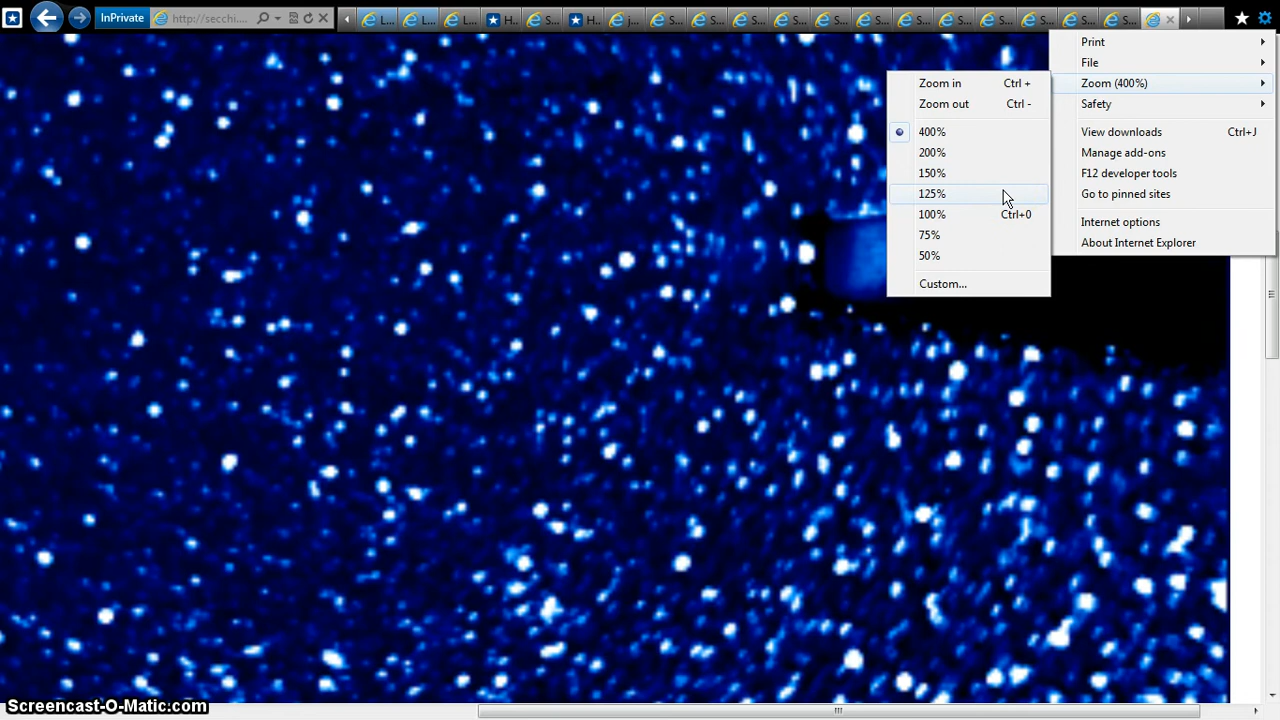 InPrivate
http://secchi...
L...
L...
L...
H...
S...
H...
j...
S...
S...
S...
S...
S...
S...
S...
S...
S...
S...
S...
Print
File
Zoom (400%)
Safety
View downloads Ctrl+J
Manage add-ons
F12 developer tools
Go to pinned sites
Internet options
About Internet Explorer
Zoom in Ctrl +
Zoom out Ctrl -
400%
200%
150%
125%
100% Ctrl+0
75%
50%
Custom...
Screencast-O-Matic.com